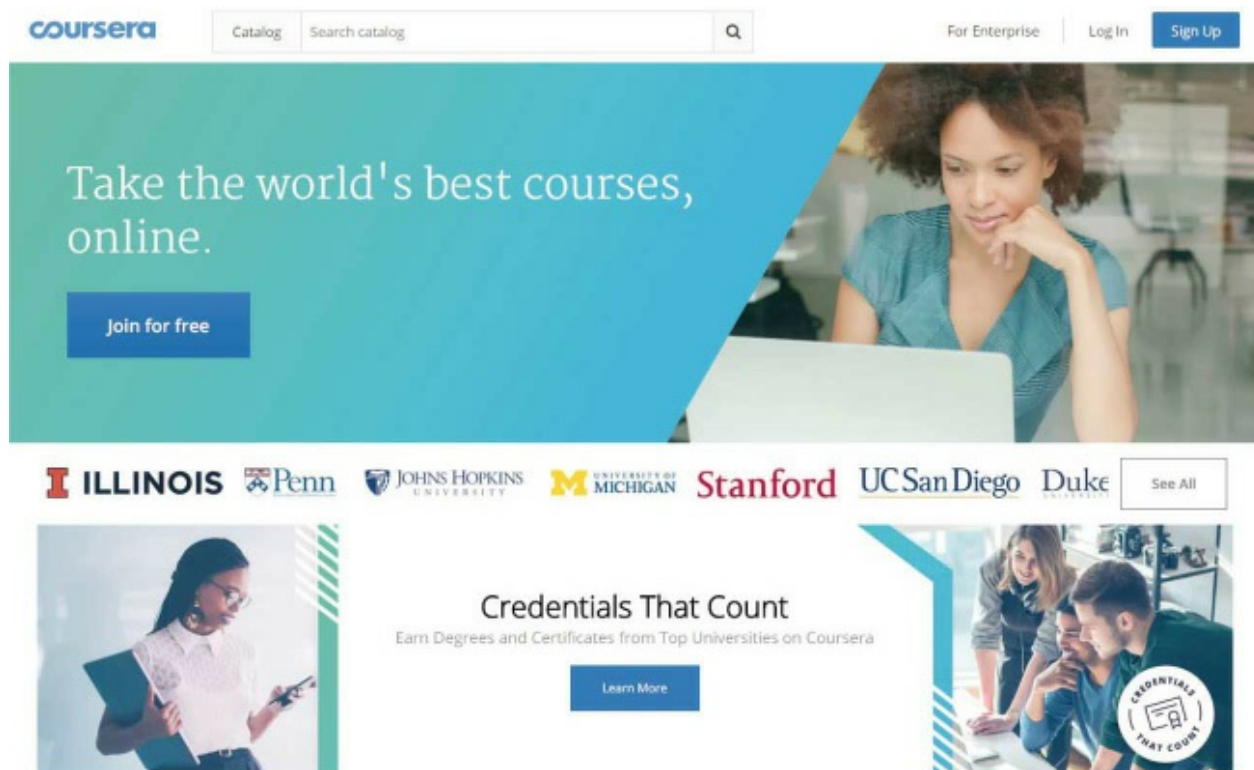 coursera
Catalog
Search catalog
For Enterprise
Log In
Sign Up
Take the world's best courses,
online.
Join for free
I ILLINOIS
Penn
JOHNS HOPKINS
UNIVERSITY
M UNIVERSITY OF
MICHIGAN
Stanford
UC San Diego
Duke
UNIVERSITY
See All
Credentials That Count
Earn Degrees and Certificates from Top Universities on Coursera
Learn More
CREDENTIALS
THAT COUNT